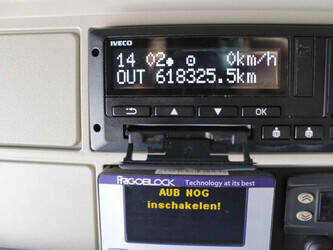 IVECO
14 02 0km/h
OUT 618325.5km
OK
FRIGOBLOCK Technology at its best
AUB NOG
inschakelen!